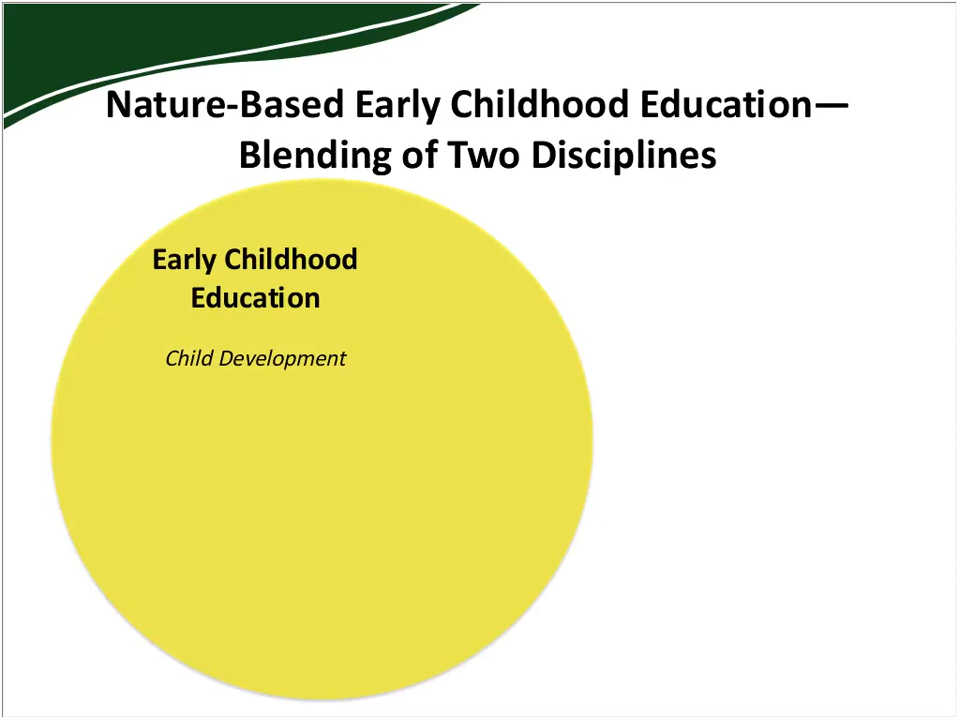 Nature-Based Early Childhood Education—
Blending of Two Disciplines
Early Childhood
Education
Child Development